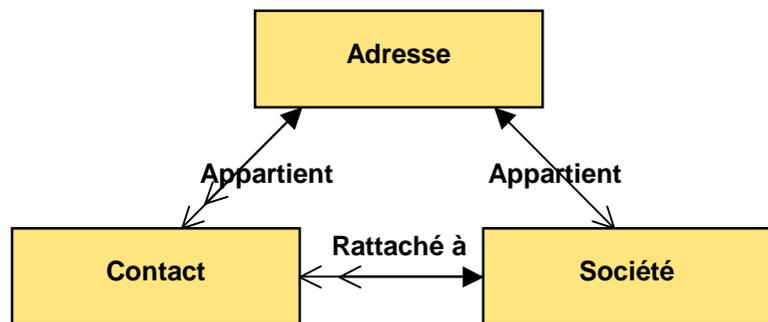 Adresse
Appartient
Appartient
Rattaché à
Contact
Société